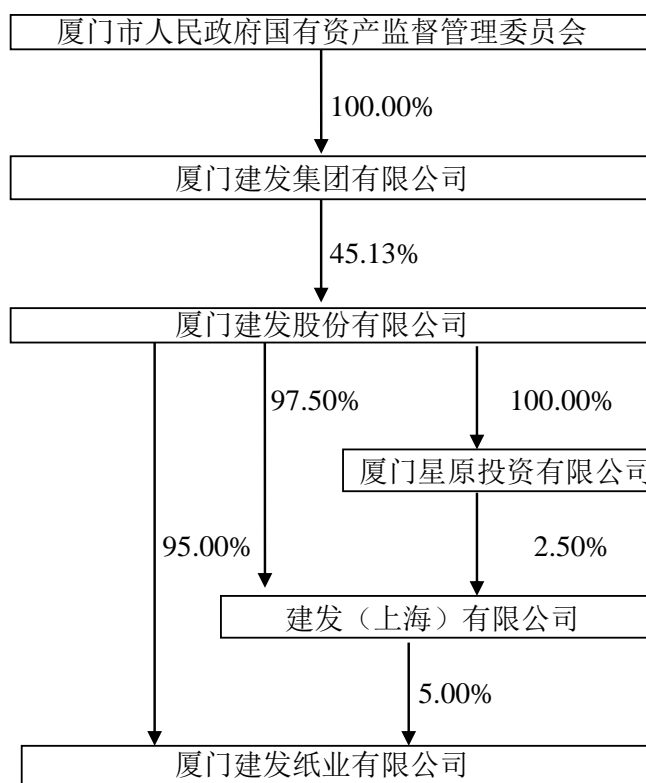 厦门市人民政府国有资产监督管理委员会
100.00%
厦门建发集团有限公司
45.13%
厦门建发股份有限公司
97.50%
100.00%
厦门星原投资有限公司
95.00%
2.50%
建发（上海）有限公司
5.00%
厦门建发纸业有限公司